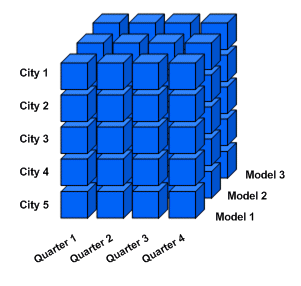 City 1
City 2
City 3
City 4
City 5
Model 3
Model 2
Model 1
Quarter 1
Quarter 2
Quarter 3
Quarter 4